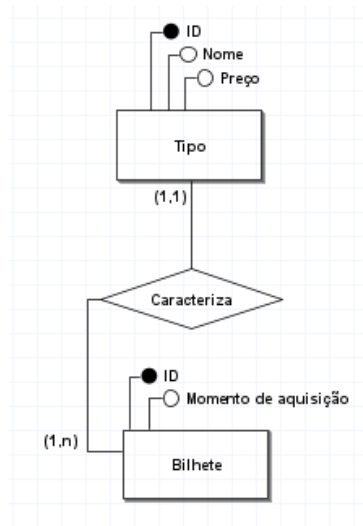 ID
Nome
Preço
Tipo
(1,1)
Caracteriza
ID
Momento de aquisição
(1,n)
Bilhete